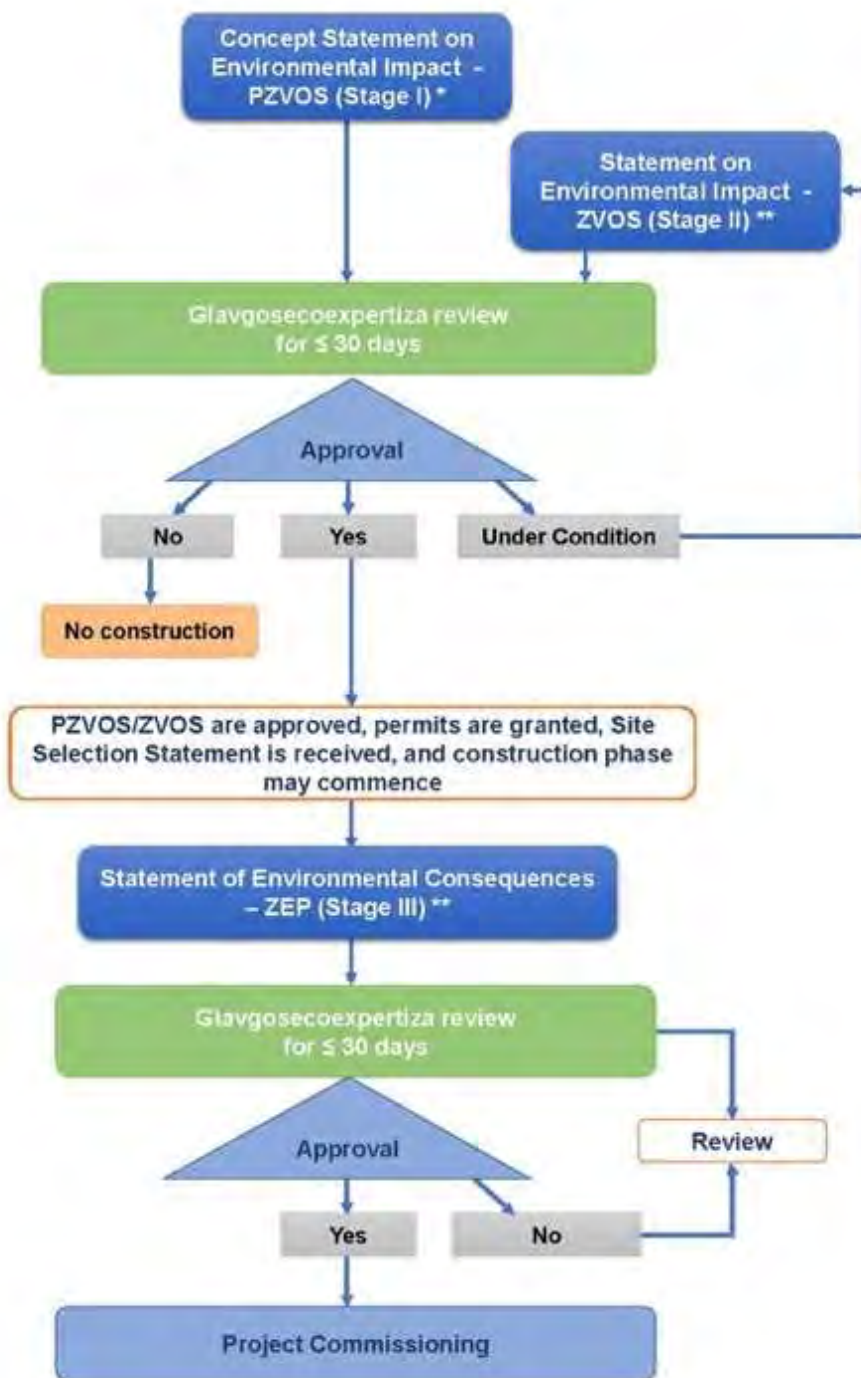 Concept Statement on
Environmental Impact -
PZVOS (Stage I) *
Statement on
Environmental Impact -
ZVOS (Stage II) **
Glavgosecoexpertiza review
for ≤ 30 days
Approval
No
Yes
Under Condition
No construction
PZVOS/ZVOS are approved, permits are granted, Site
Selection Statement is received, and construction phase
may commence
Statement of Environmental Consequences
– ZEP (Stage III) **
Glavgosecoexpertiza review
for ≤ 30 days
Approval
Review
Yes
No
Project Commissioning